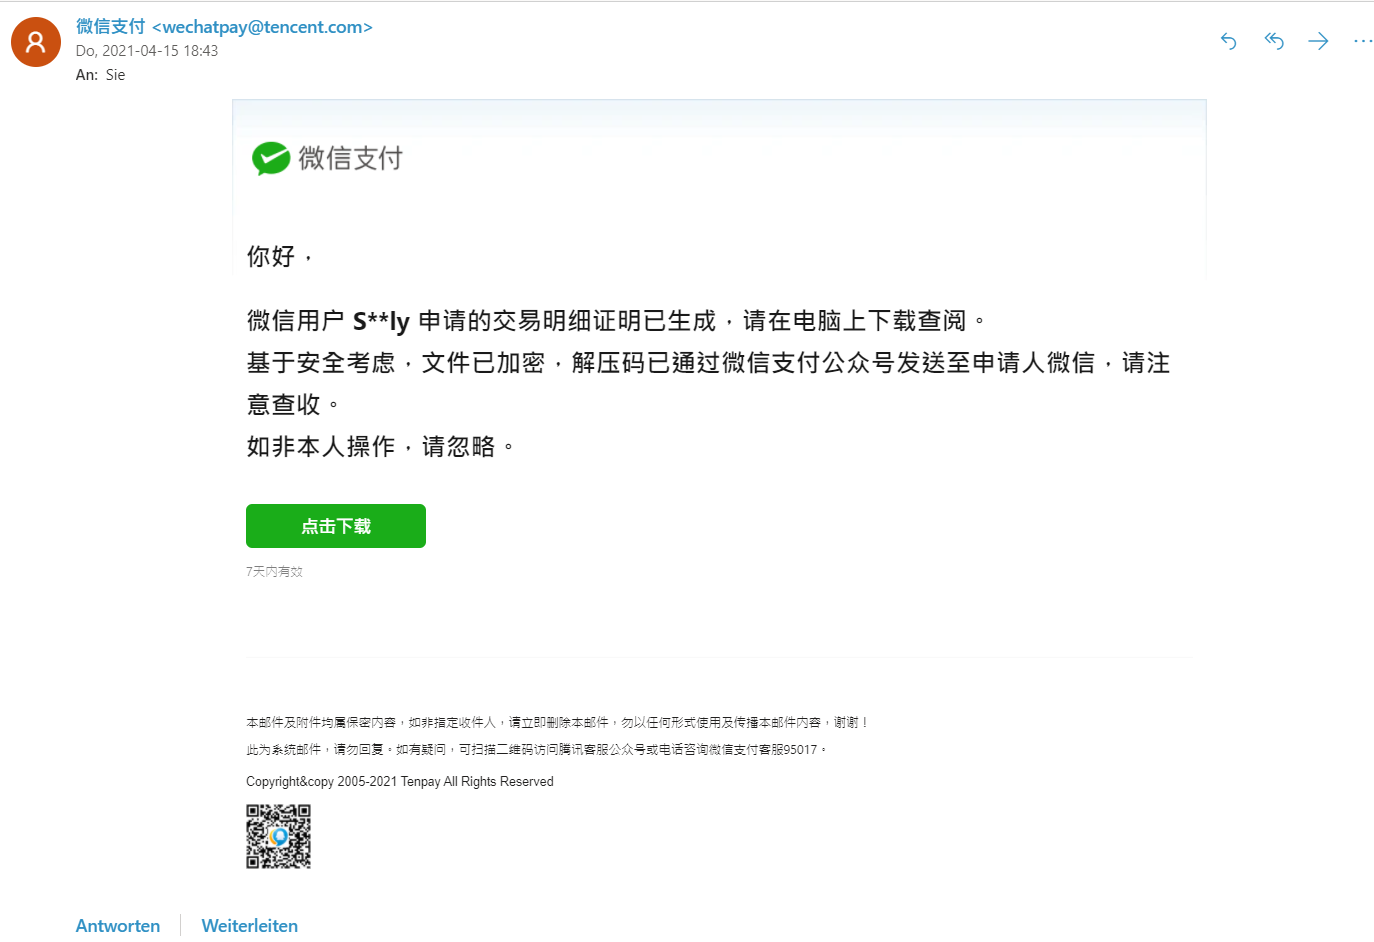 微信支付 <wechatpay@tencent.com>
Do, 2021-04-15 18:43
An: Sie
微信支付
你好，
微信用户 S**ly 申请的交易明细证明已生成，请在电脑上下载查阅。
基于安全考虑，文件已加密，解压码已通过微信支付公众号发送至申请人微信，请注
意查收。
如非本人操作，请忽略。
点击下载
7天内有效
本邮件及附件均属保密内容，如非指定收件人，请立即删除本邮件，勿以任何形式使用及传播本邮件内容，谢谢！
此为系统邮件，请勿回复。如有疑问，可扫描二维码访问腾讯客服公众号或电话咨询微信支付客服95017。
Copyright&copy 2005-2021 Tenpay All Rights Reserved
Antworten
Weiterleiten